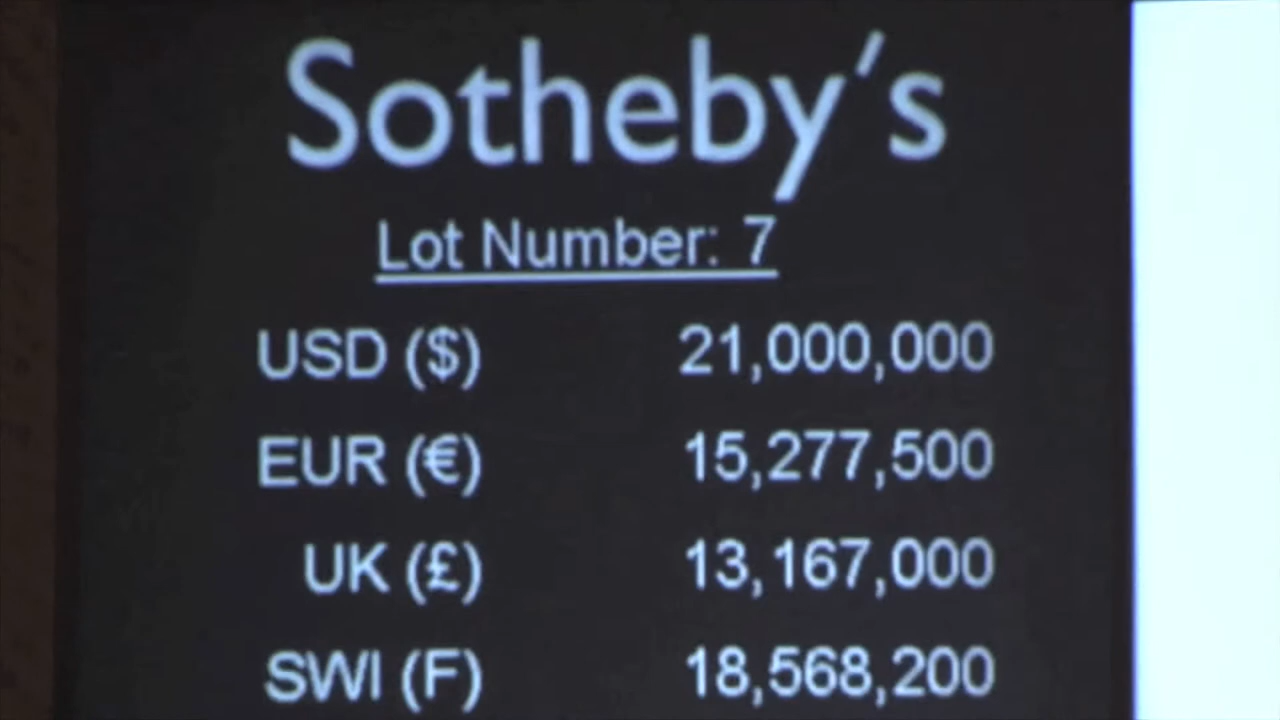 Sotheby's
Lot Number: 7
USD ($) 21,000,000
EUR (€) 15,277,500
UK (£) 13,167,000
SWI (F) 18,568,200